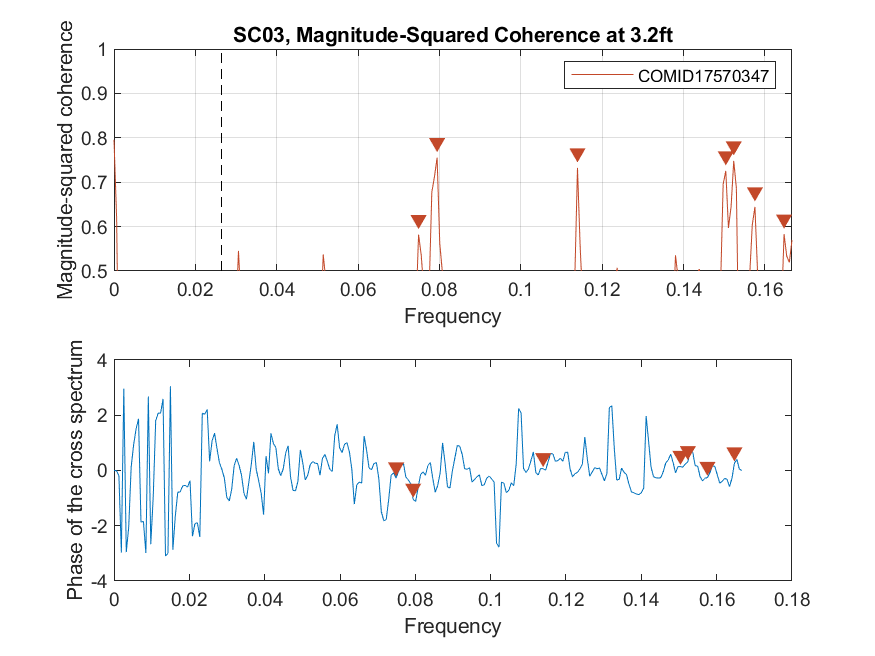 SC03, Magnitude-Squared Coherence at 3.2ft
Magnitude-squared coherence
1
0.9
0.8
0.7
0.6
0.5
COMID17570347
0 0.02 0.04 0.06 0.08 0.1 0.12 0.14 0.16
Frequency
Phase of the cross spectrum
4
2
0
-2
-4
0 0.02 0.04 0.06 0.08 0.1 0.12 0.14 0.16 0.18
Frequency